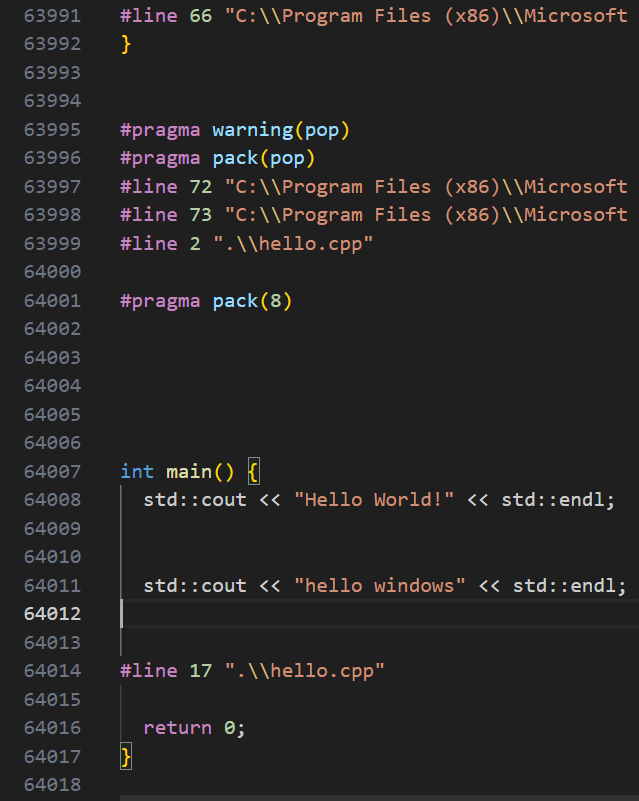 63991 #line 66 "C:\\Program Files (x86)\\Microsoft
63992 }
63993
63994
63995 #pragma warning(pop)
63996 #pragma pack(pop)
63997 #line 72 "C:\\Program Files (x86)\\Microsoft
63998 #line 73 "C:\\Program Files (x86)\\Microsoft
63999 #line 2 ".\\hello.cpp"
64000
64001 #pragma pack(8)
64002
64003
64004
64005
64006
64007 int main() {
64008   std::cout << "Hello World!" << std::endl;
64009
64010
64011   std::cout << "hello windows" << std::endl;
64012
64013
64014 #line 17 ".\\hello.cpp"
64015
64016   return 0;
64017 }
64018